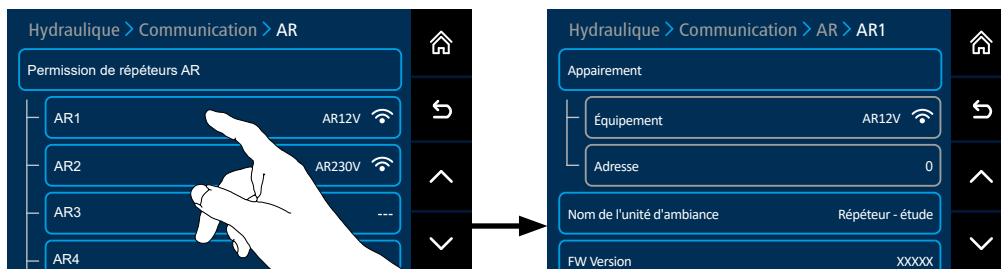 Hydraulique > Communication > AR
Permission de répéteurs AR
AR1 AR12V
AR2 AR230V
AR3 ---
AR4
Hydraulique > Communication > AR > AR1
Appairement
Équipement AR12V
Adresse 0
Nom de l'unité d'ambiance Répéteur - étude
FW Version XXXXX